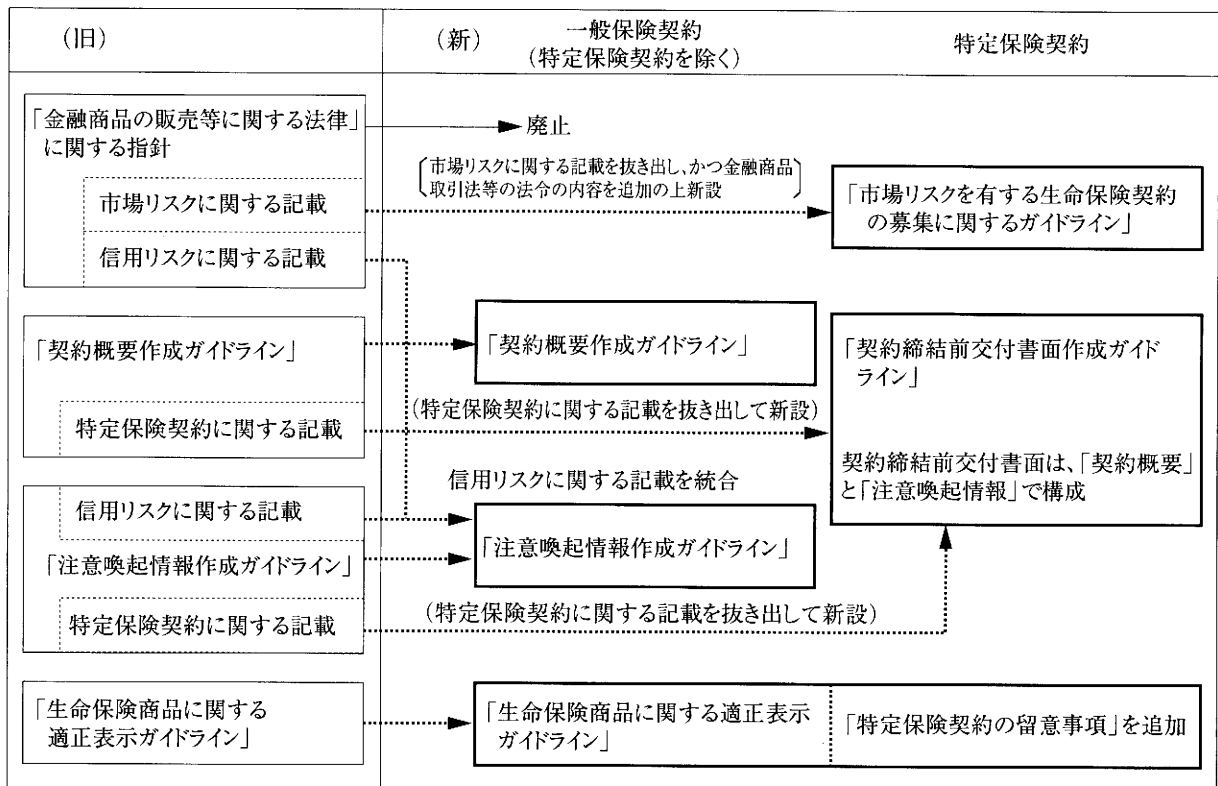 （旧）
（新）
一般保険契約
（特定保険契約を除く）
特定保険契約
「金融商品の販売等に関する法律」
に関する指針
廃止
市場リスクに関する記載
市場リスクに関する記載を抜き出し、かつ金融商品
取引法等の法令の内容を追加の上新設
「市場リスクを有する生命保険契約
の募集に関するガイドライン」
信用リスクに関する記載
「契約概要作成ガイドライン」
「契約概要作成ガイドライン」
「契約締結前交付書面作成ガイド
ライン」
特定保険契約に関する記載
（特定保険契約に関する記載を抜き出して新設）
契約締結前交付書面は、「契約概要」
と「注意喚起情報」で構成
信用リスクに関する記載
信用リスクに関する記載を統合
「注意喚起情報作成ガイドライン」
「注意喚起情報作成ガイドライン」
特定保険契約に関する記載
（特定保険契約に関する記載を抜き出して新設）
「生命保険商品に関する
適正表示ガイドライン」
「生命保険商品に関する適正表示
ガイドライン」
「特定保険契約の留意事項」を追加